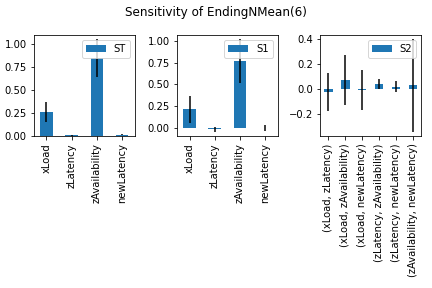 Sensitivity of EndingNMean(6)
1.00
0.75
0.50
0.25
0.00
ST
xLoad
zLatency
zAvailability
newLatency
1.00
0.75
0.50
0.25
0.00
S1
xLoad
zLatency
zAvailability
newLatency
0.4
0.2
0.0
−0.2
S2
(xLoad, zLatency)
(xLoad, zAvailability)
(xLoad, newLatency)
(zLatency, zAvailability)
(zLatency, newLatency)
(zAvailability, newLatency)